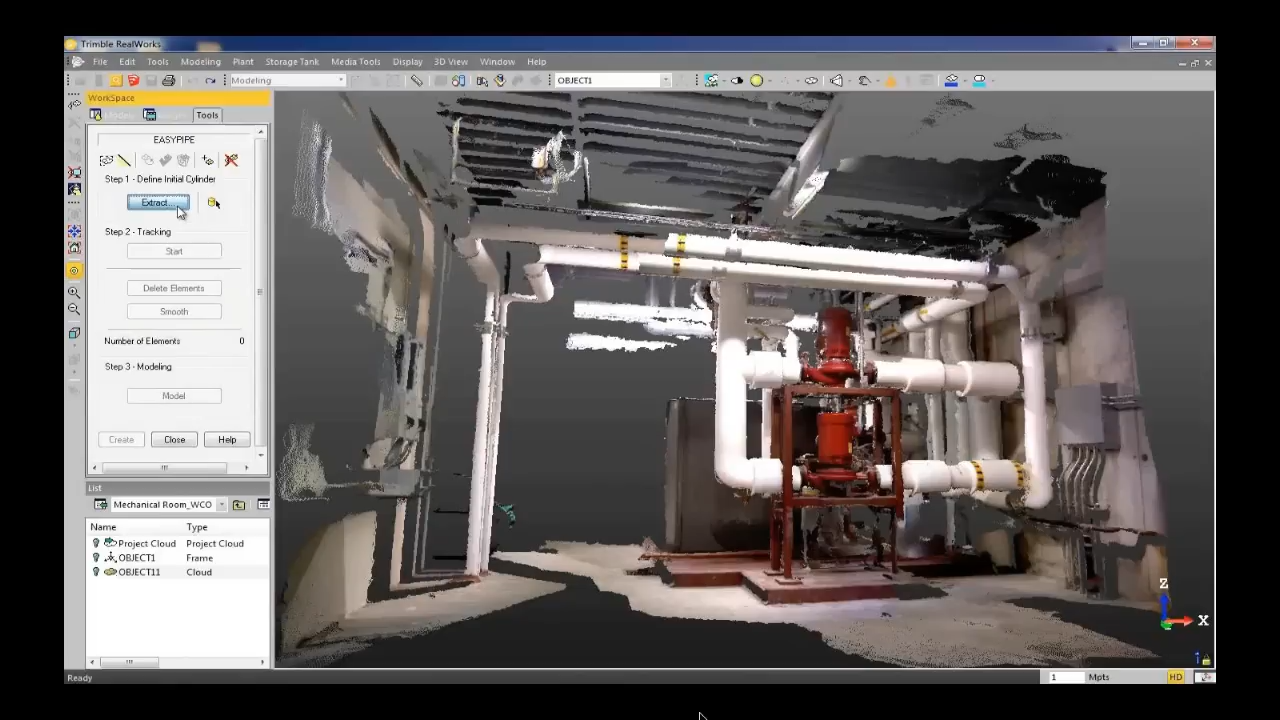 Trimble RealWorks
File Edit Tools Modeling Plant Storage Tank Media Tools Display 3D View Window Help
Modeling OBJECT1
WorkSpace
Tools
EASYPIPE
Step 1 - Define Initial Cylinder
Extract...
Step 2 - Tracking
Start
Delete Elements
Smooth
Number of Elements 0
Step 3 - Modeling
Model
Create Close Help
List
Mechanical Room_WCO
Name Type
Project Cloud Project Cloud
OBJECT1 Frame
OBJECT11 Cloud
Z
X
Ready 1 Mpts HD